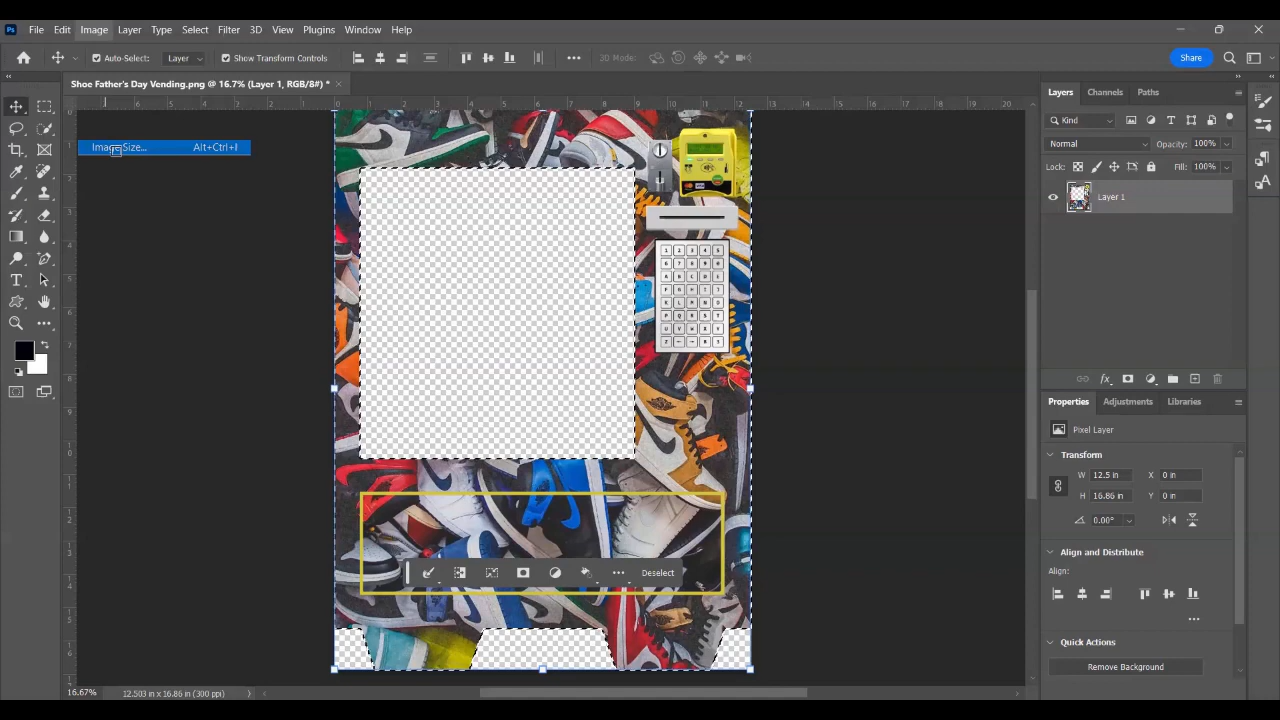 Ps File Edit Image Layer Type Select Filter 3D View Plugins Window Help
Auto-Select: Layer Show Transform Controls 3D Mode: Share
Shoe Father's Day Vending.png @ 16.7% (Layer 1, RGB/8#) *
Image Size... Alt+Ctrl+I
Layers Channels Paths
Kind
Normal Opacity: 100%
Lock: Fill: 100%
Layer 1
Properties Adjustments Libraries
Pixel Layer
Transform
W 12.5 in X 0 in
H 16.86 in Y 0 in
0.00°
Align and Distribute
Align:
Quick Actions
Remove Background
Deselect
16.67% 12.503 in x 16.86 in (300 ppi)